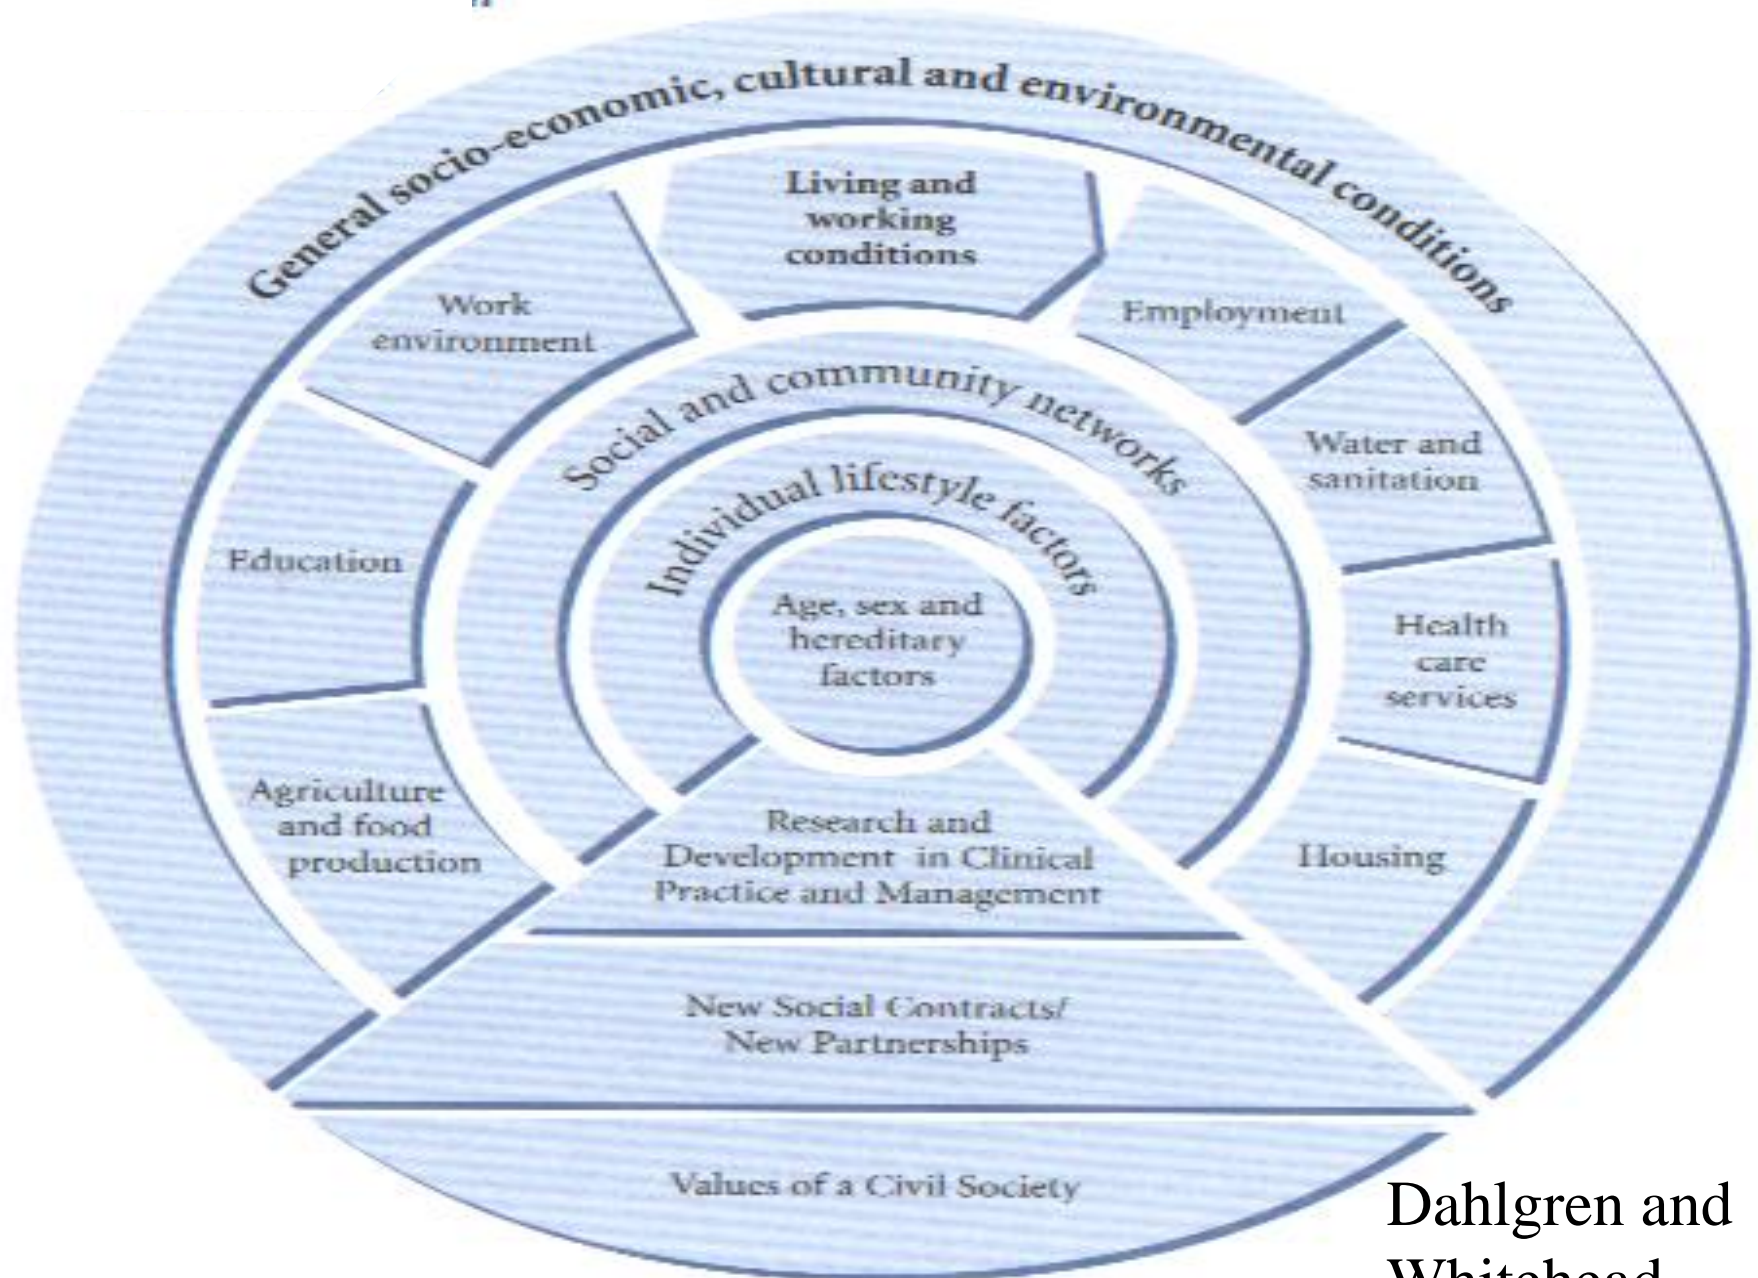 General socio-economic, cultural and environmental conditions
Living and
working
conditions
Work
environment
Employment
Social and community networks
Water and
sanitation
Individual lifestyle factors
Education
Age, sex and
hereditary
factors
Health
care
services
Agriculture
and food
production
Research and
Development in Clinical
Practice and Management
Housing
New Social Contracts/
New Partnerships
Values of a Civil Society
Dahlgren and
Whitehead